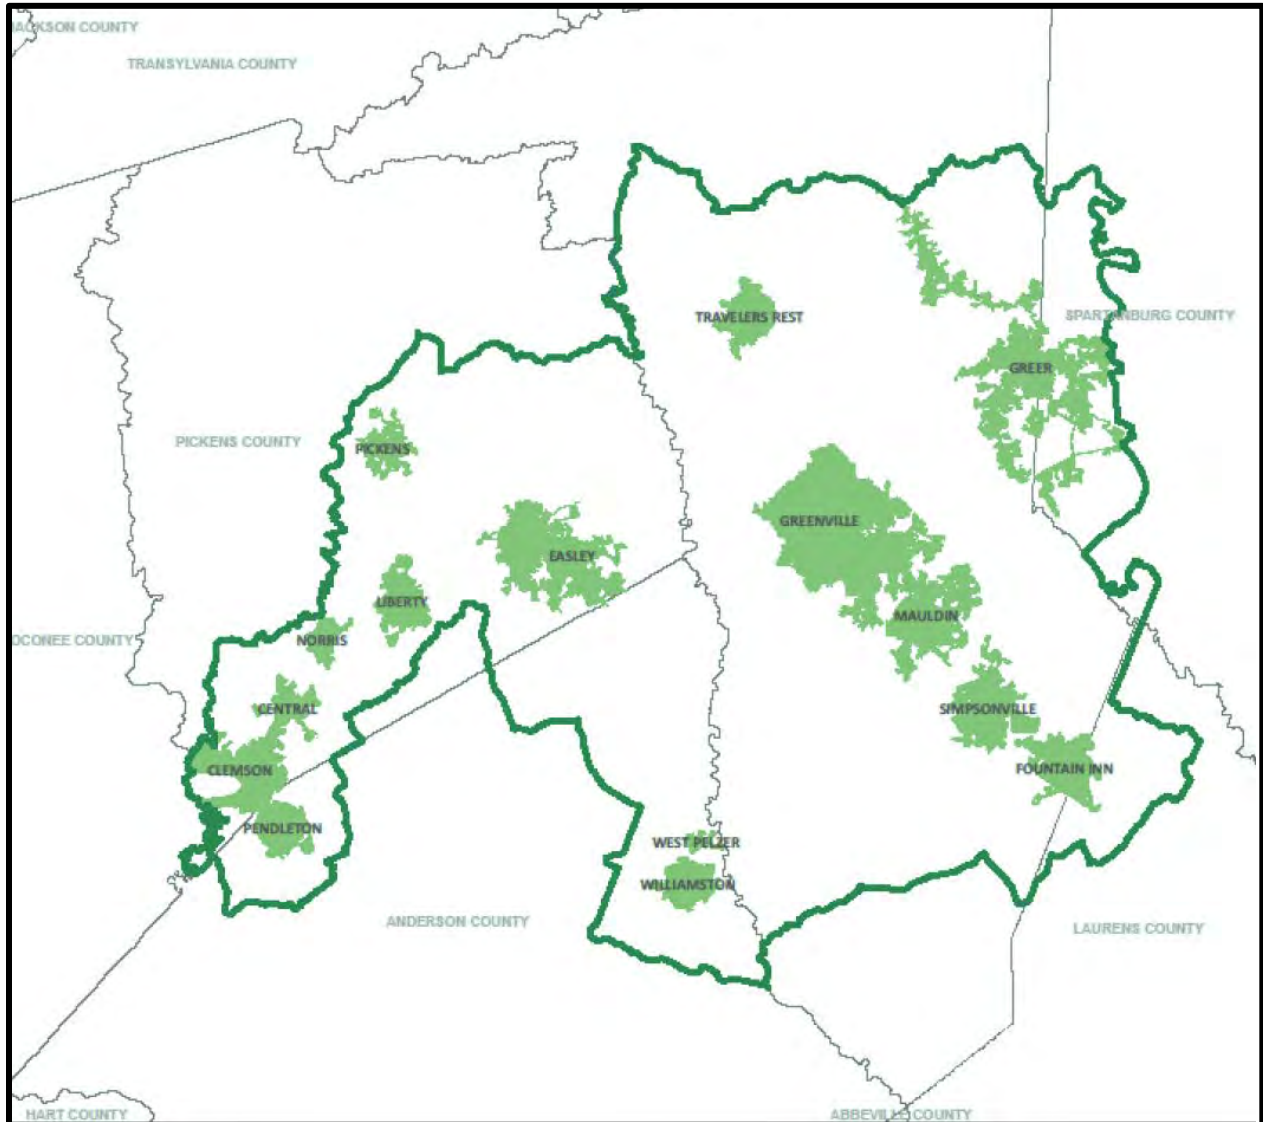 JACKSON COUNTY
TRANSYLVANIA COUNTY
TRAVELERS REST
SPARTANBURG COUNTY
GREER
PICKENS COUNTY
PICKENS
GREENVILLE
EASLEY
LIBERTY
MAULDIN
OCONEE COUNTY
NORRIS
CENTRAL
SIMPSONVILLE
CLEMSON
FOUNTAIN INN
PENDLETON
WEST PELZER
WILLIAMSTON
ANDERSON COUNTY
LAURENS COUNTY
HART COUNTY
ABBEVILLE COUNTY